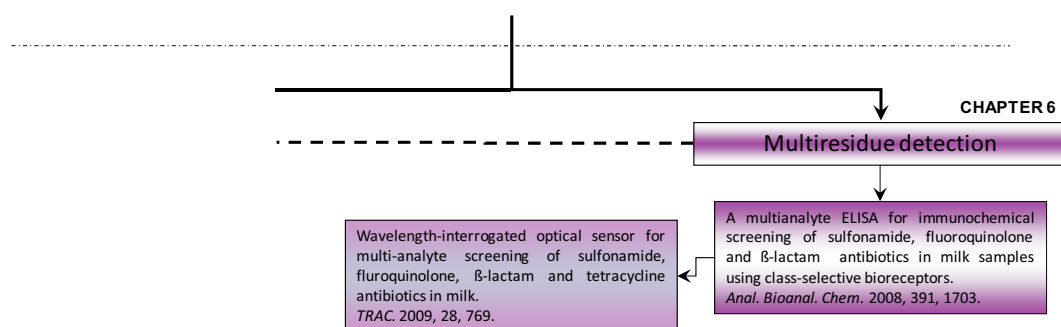 CHAPTER 6
Multiresidue detection
A multianalyte ELISA for immunochemical
screening of sulfonamide, fluoroquinolone
and ß-lactam antibiotics in milk samples
using class-selective bioreceptors.
Anal. Bioanal. Chem. 2008, 391, 1703.
Wavelength-interrogated optical sensor for
multi-analyte screening of sulfonamide,
fluroquinolone, ß-lactam and tetracycline
antibiotics in milk.
TRAC. 2009, 28, 769.